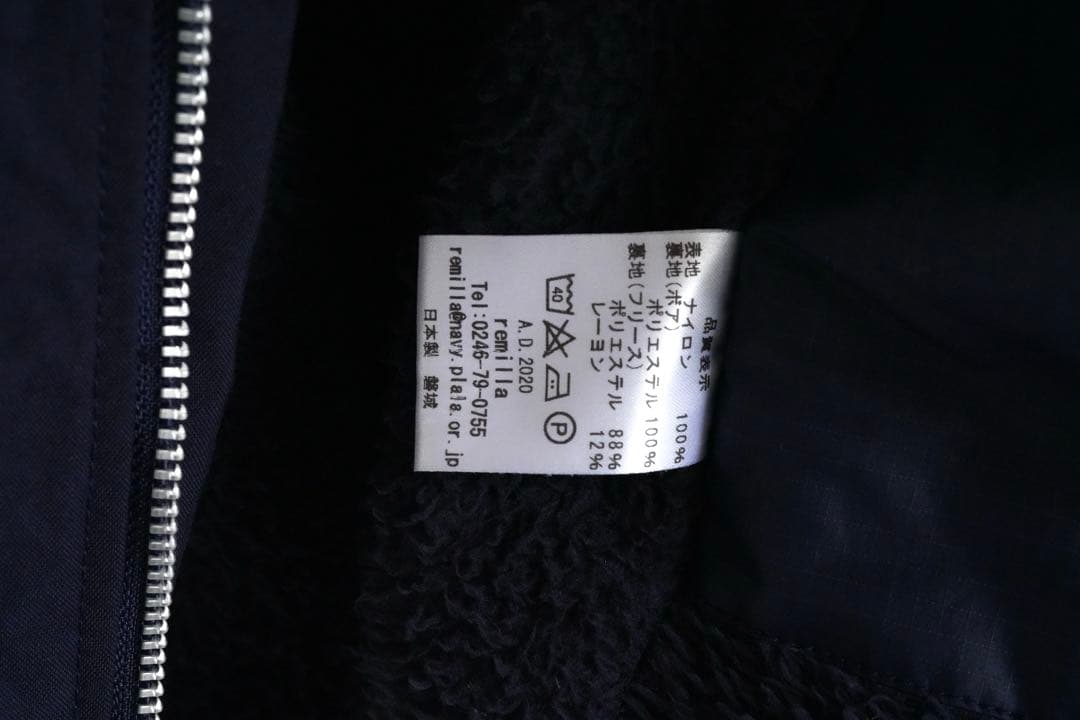 品質表示
表地 ナイロン 100%
裏地(ボア)
ポリエステル 100%
裏地(フリース)
ポリエステル 88%
レーヨン 12%
40 P
A.D.2020
remilla
Tel:0246-79-0755
remilla@navy.plala.or.jp
日本製 磐城